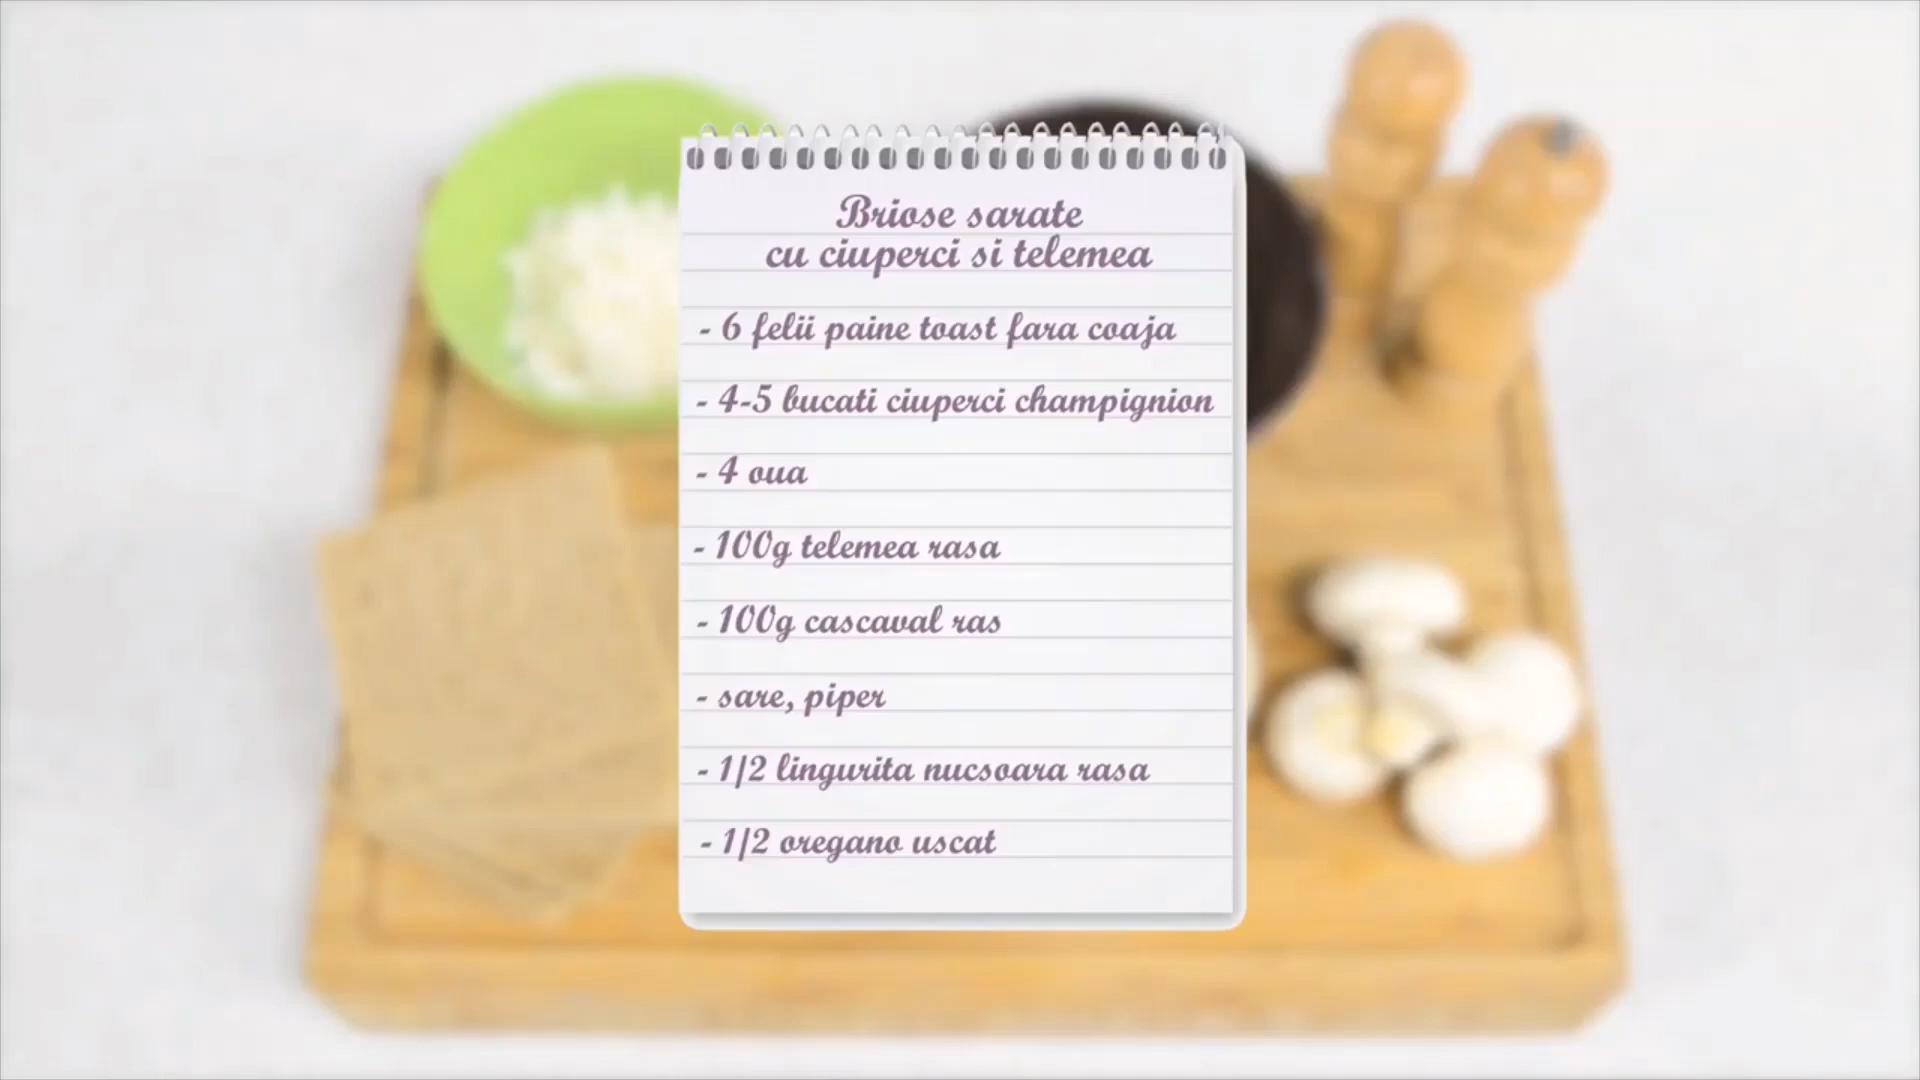 Briose sarate
cu ciuperci si telemea
- 6 felii paine toast fara coaja
- 4-5 bucati ciuperci champignion
- 4 oua
- 100g telemea rasa
- 100g cascaval ras
- sare, piper
- 1/2 lingurita nucsoara rasa
- 1/2 oregano uscat